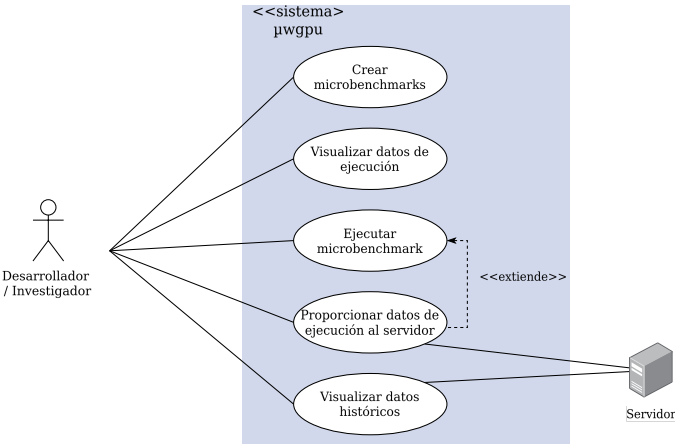 <<sistema>>
μwgpu
Crear
microbenchmarks
Visualizar datos de
ejecución
Ejecutar
microbenchmark
<<extiende>>
Desarrollador
/ Investigador
Proporcionar datos de
ejecución al servidor
Visualizar datos
históricos
Servidor